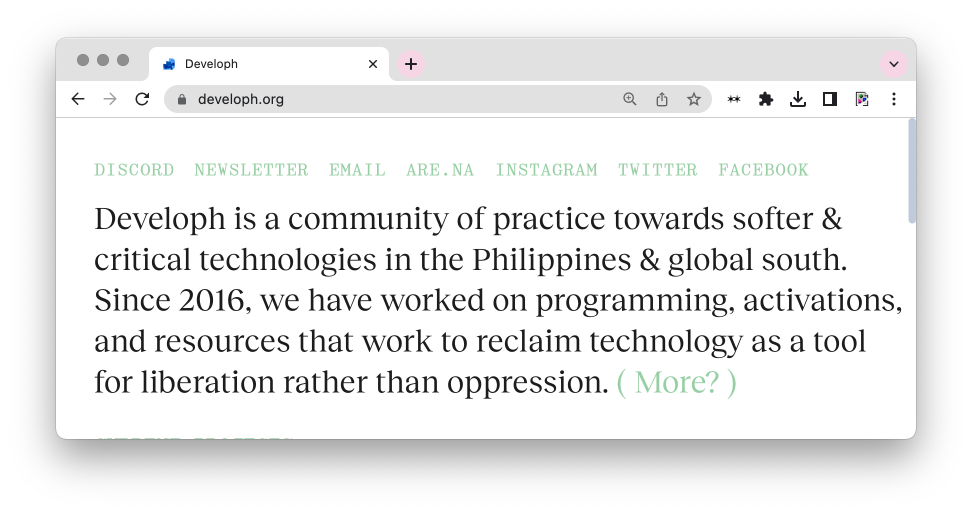 Developh
developh.org
DISCORD NEWSLETTER EMAIL ARE.NA INSTAGRAM TWITTER FACEBOOK
Developh is a community of practice towards softer &
critical technologies in the Philippines & global south.
Since 2016, we have worked on programming, activations,
and resources that work to reclaim technology as a tool
for liberation rather than oppression. ( More? )